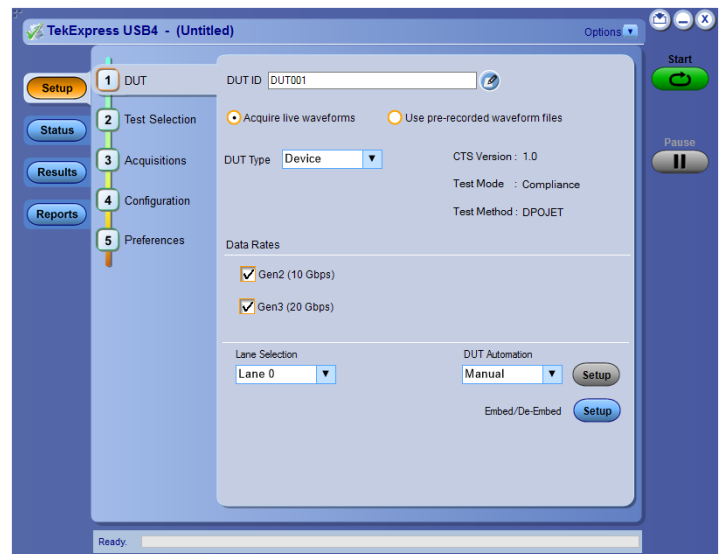 TekExpress USB4 - (Untitled)
Options
Start
Pause
Setup
Status
Results
Reports
1 DUT
2 Test Selection
3 Acquisitions
4 Configuration
5 Preferences
DUT ID DUT001
Acquire live waveforms
Use pre-recorded waveform files
DUT Type Device
CTS Version : 1.0
Test Mode : Compliance
Test Method : DPOJET
Data Rates
Gen2 (10 Gbps)
Gen3 (20 Gbps)
Lane Selection
Lane 0
DUT Automation
Manual
Setup
Embed/De-Embed
Setup
Ready.